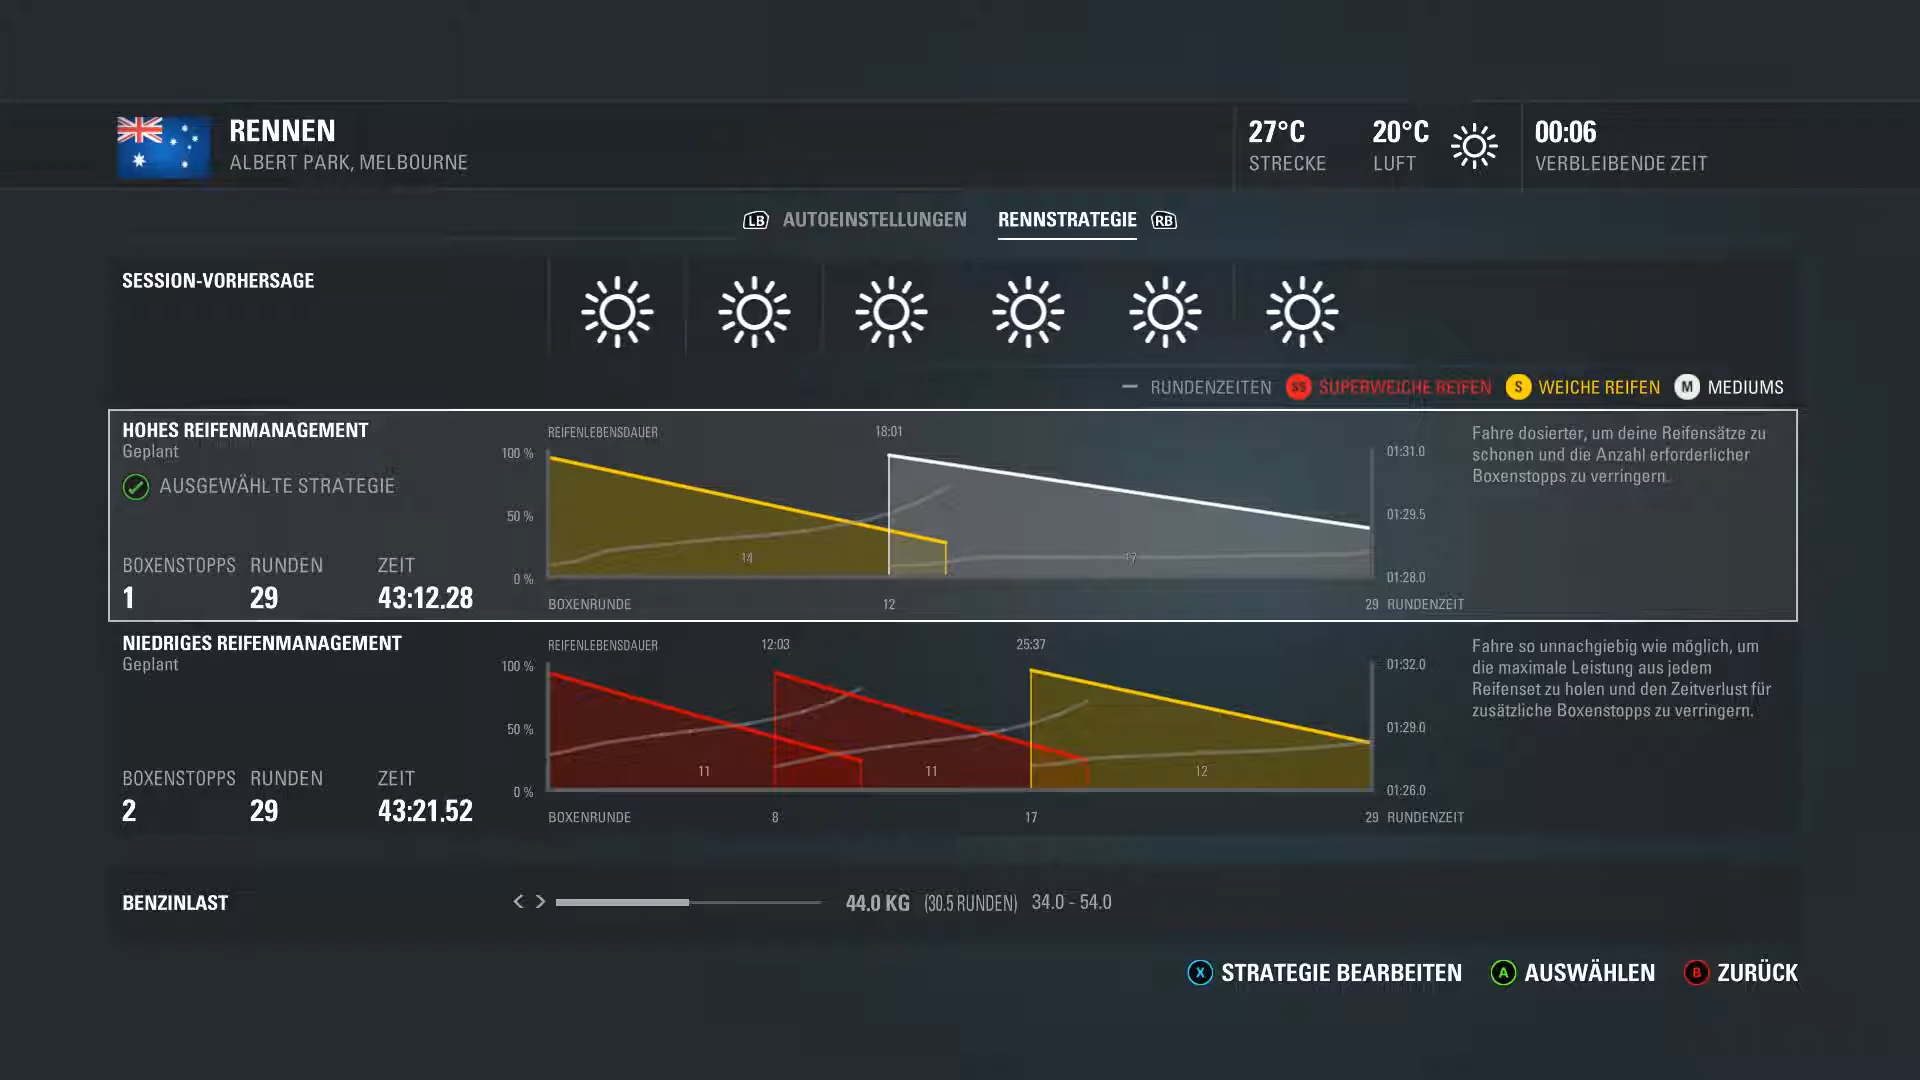 RENNEN
ALBERT PARK, MELBOURNE
27°C
STRECKE
20°C
LUFT
00:06
VERBLEIBENDE ZEIT
LB AUTOEINSTELLUNGEN RENNSTRATEGIE RB
SESSION-VORHERSAGE
RUNDENZEITEN SS SUPERWEICHE REIFEN S WEICHE REIFEN M MEDIUMS
HOHES REIFENMANAGEMENT
Geplant
AUSGEWÄHLTE STRATEGIE
BOXENSTOPPS RUNDEN ZEIT
1 29 43:12.28
REIFENLEBENSDAUER 18:01
100 % 01:31.0
50 % 01:29.5
14 17
0 % 01:28.0
BOXENRUNDE 12 29 RUNDENZEIT
Fahre dosierter, um deine Reifensätze zu
schonen und die Anzahl erforderlicher
Boxenstopps zu verringern.
NIEDRIGES REIFENMANAGEMENT
Geplant
BOXENSTOPPS RUNDEN ZEIT
2 29 43:21.52
REIFENLEBENSDAUER 12:03 25:37
100 % 01:32.0
50 % 01:29.0
11 11 12
0 % 01:26.0
BOXENRUNDE 8 17 29 RUNDENZEIT
Fahre so unnachgiebig wie möglich, um
die maximale Leistung aus jedem
Reifenset zu holen und den Zeitverlust für
zusätzliche Boxenstopps zu verringern.
BENZINLAST < > 44.0 KG (30.5 RUNDEN) 34.0 - 54.0
X STRATEGIE BEARBEITEN A AUSWÄHLEN B ZURÜCK